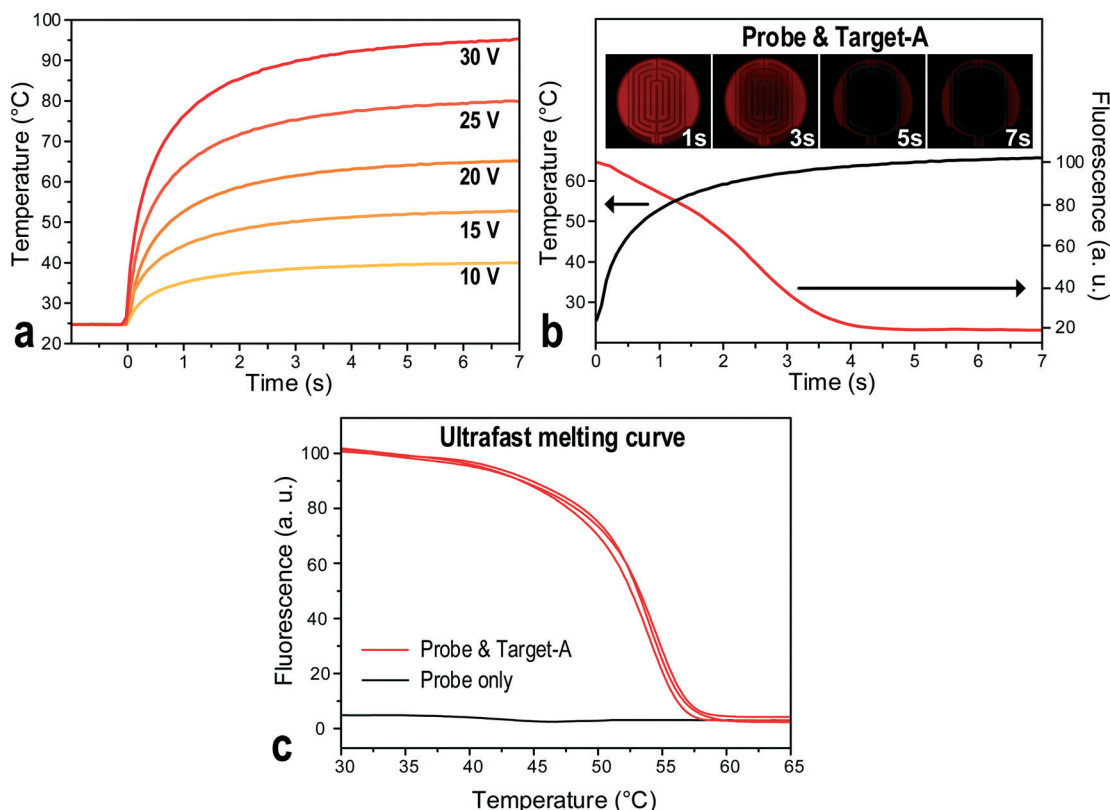 100
90
80
70
60
50
40
30
20
Temperature (°C)
30 V
25 V
20 V
15 V
10 V
a
0 1 2 3 4 5 6 7
Time (s)
Probe & Target-A
1s 3s 5s 7s
Temperature (°C)
60
50
40
30
Fluorescence
(a. u.)
100
80
60
40
20
b
0 1 2 3 4 5 6 7
Time (s)
Ultrafast melting curve
Fluorescence (a. u.)
100
80
60
40
20
0
Probe & Target-A
Probe only
c
30 35 40 45 50 55 60 65
Temperature (°C)